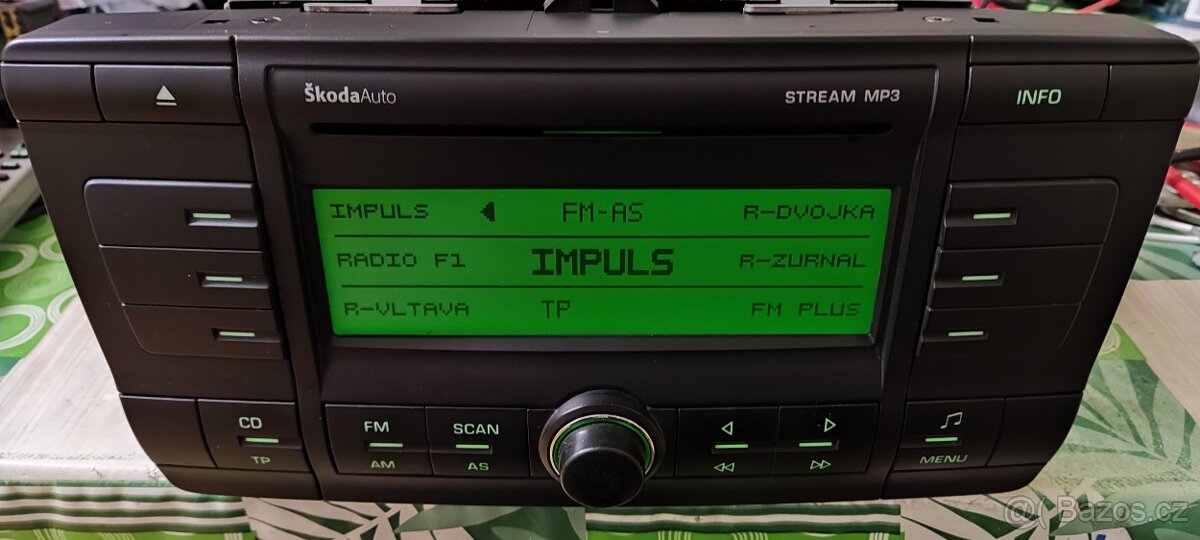 ŠkodaAuto STREAM MP3 INFO
IMPULS FM-AS R-DVOJKA
RADIO F1 IMPULS R-ZURNAL
R-VLTAVA TP FM PLUS
CD FM SCAN
TP AM AS MENU
@( Bazos.cz